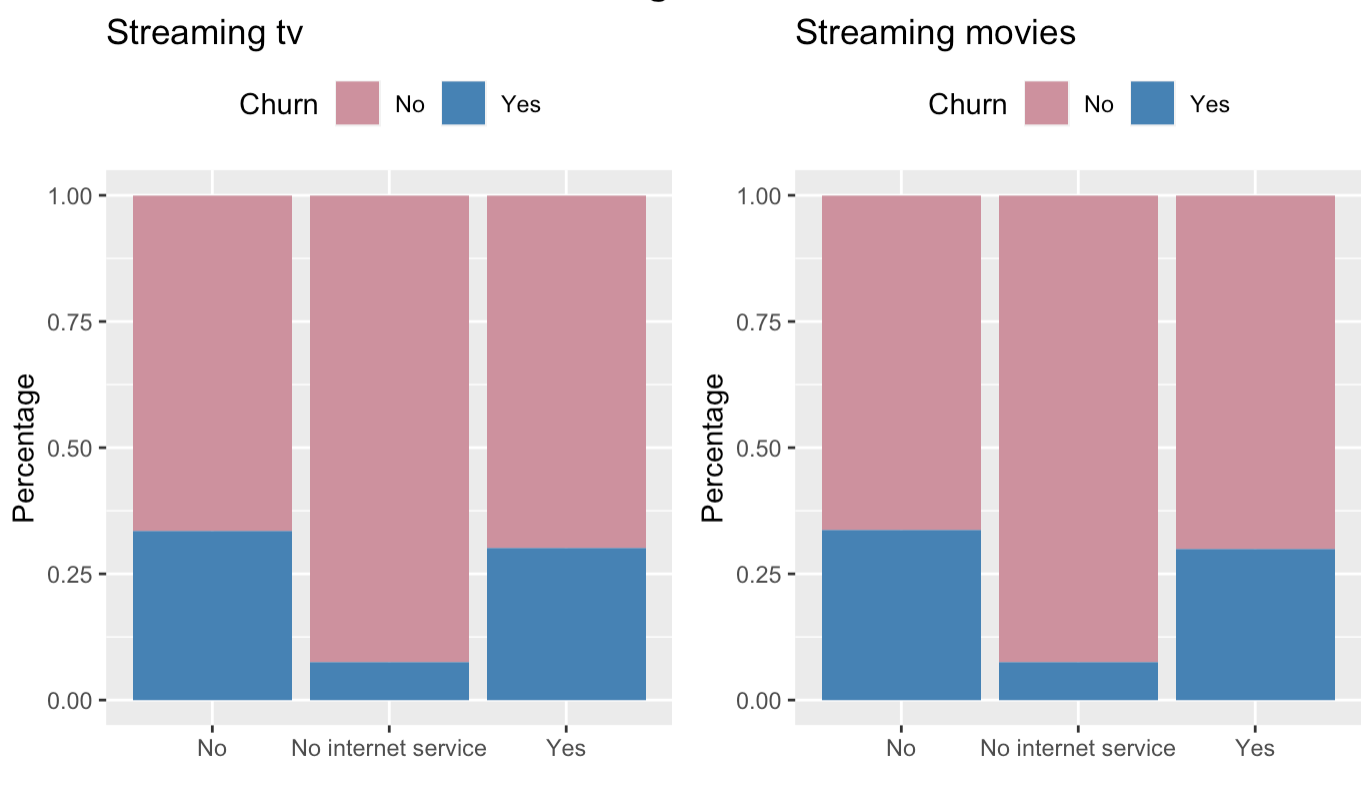 Streaming tv
Churn No Yes
1.00
0.75
0.50
0.25
0.00
Percentage
No No internet service Yes
Streaming movies
Churn No Yes
1.00
0.75
0.50
0.25
0.00
Percentage
No No internet service Yes